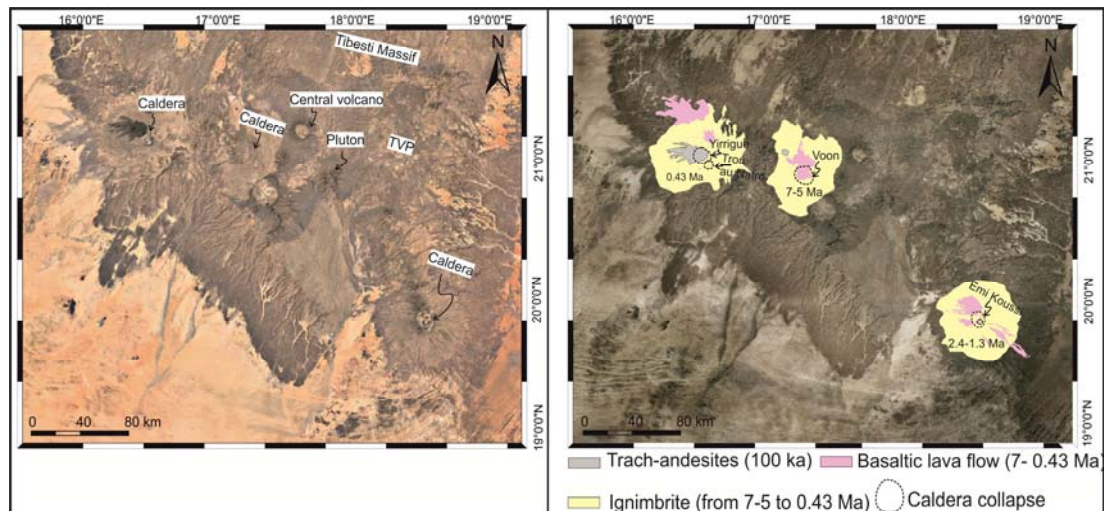 16°0'0"E 17°0'0"E 18°0'0"E 19°0'0"E
Tibesti Massif
N
Caldera
Central volcano
Caldera
Pluton
TVP
Caldera
21°0'0"N
20°0'0"N
19°0'0"N
0 40 80 km
16°0'0"E 17°0'0"E 18°0'0"E 19°0'0"E
N
Yirrigue
Trou
au Natro
0.43 Ma
Voon
7-5 Ma
Emi Koussi
2.4-1.3 Ma
21°0'0"N
20°0'0"N
19°0'0"N
0 40 80 km
Trach-andesites (100 ka) Basaltic lava flow (7- 0.43 Ma)
Ignimbrite (from 7-5 to 0.43 Ma) Caldera collapse